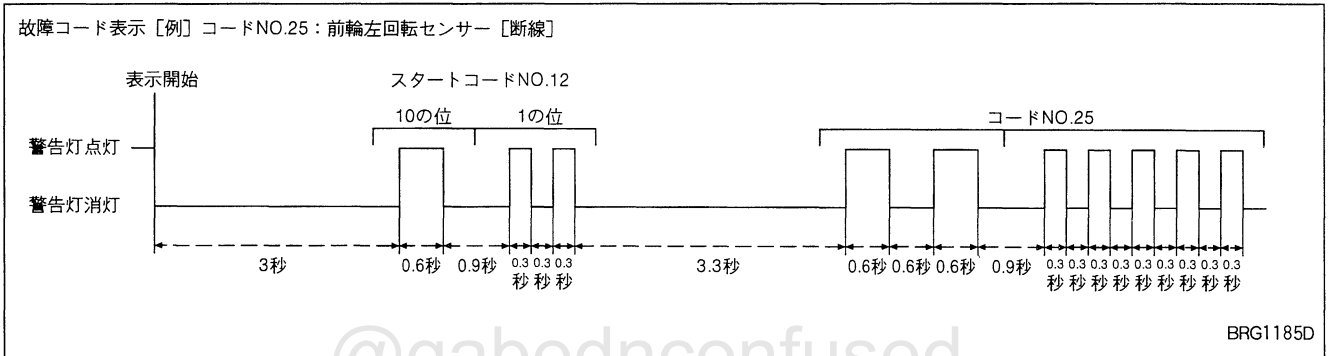 故障コード表示［例］コードNO.25：前輪左回転センサー［断線］
表示開始
スタートコードNO.12
10の位
1の位
コードNO.25
警告灯点灯
警告灯消灯
3秒
0.6秒
0.9秒
0.3秒
0.3秒
0.3秒
3.3秒
0.6秒
0.6秒
0.6秒
0.9秒
0.3秒
0.3秒
0.3秒
0.3秒
0.3秒
0.3秒
0.3秒
0.3秒
0.3秒
BRG1185D
@gabednconfused